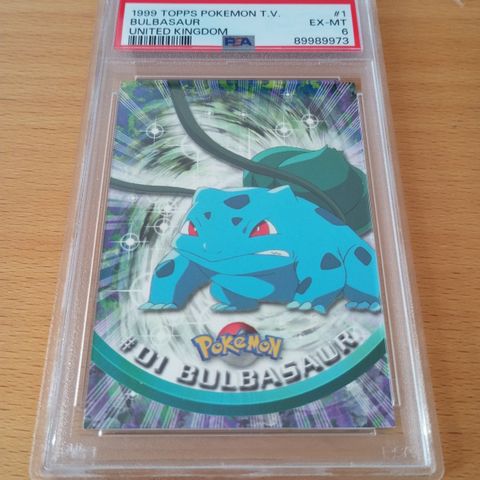 1999 TOPPS POKEMON T.V. #1
BULBASAUR EX-MT
UNITED KINGDOM PSA 6
89989973
POKéMON
#01 BULBASAUR